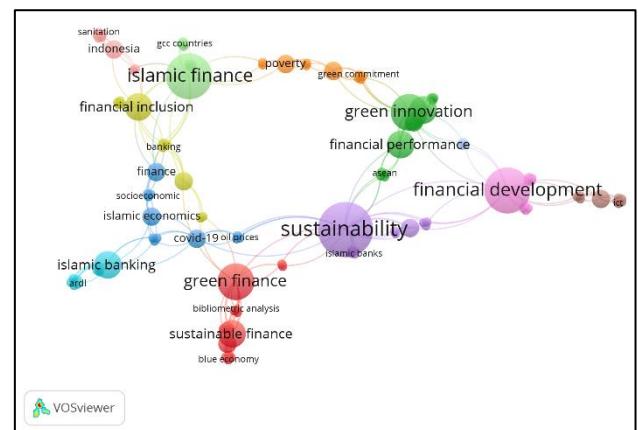 sanitation
indonesia
gcc countries
islamic finance
poverty
green commitment
financial inclusion
green innovation
banking
financial performance
finance
asean
socioeconomic
financial development
ict
islamic economics
sustainability
covid-19
oil prices
islamic banks
islamic banking
ardl
green finance
bibliometric analysis
sustainable finance
blue economy
VOSviewer